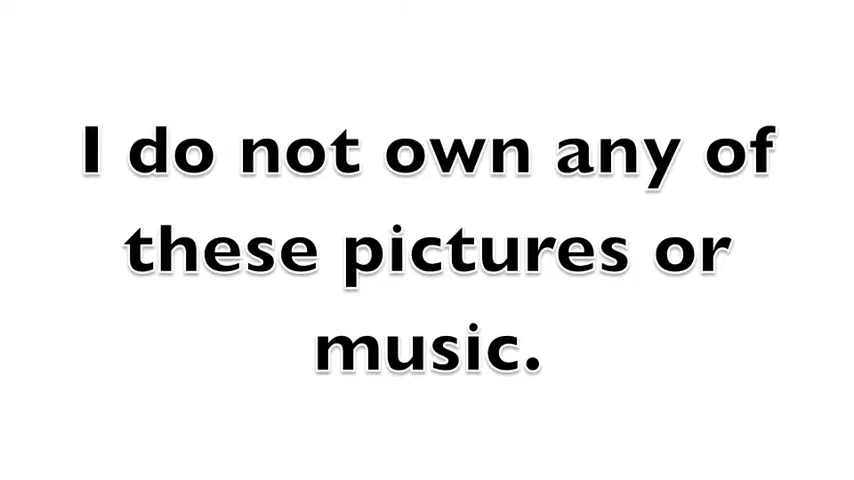 I do not own any of
these pictures or
music.